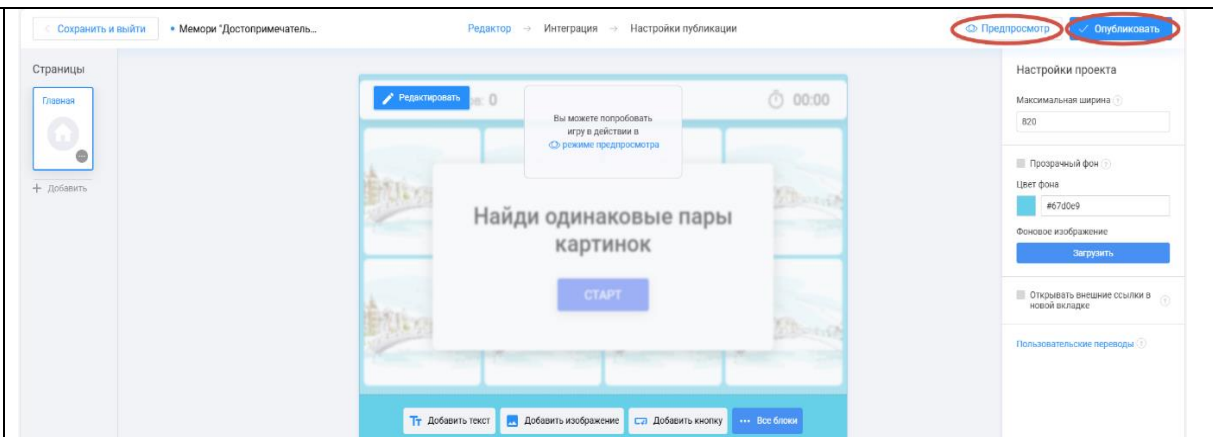 Сохранить и выйти
Мемори "Достопримечатель...
Редактор → Интеграция → Настройки публикации
Предпросмотр
Опубликовать
Страницы
Главная
+ Добавить
Редактировать
: 0
00:00
Вы можете попробовать
игру в действии в
режиме предпросмотра
Найди одинаковые пары
картинок
СТАРТ
Добавить текст
Добавить изображение
Добавить кнопку
Все блоки
Настройки проекта
Максимальная ширина
820
Прозрачный фон
Цвет фона
#67d0e9
Фоновое изображение
Загрузить
Открывать внешние ссылки в
новой вкладке
Пользовательские переводы